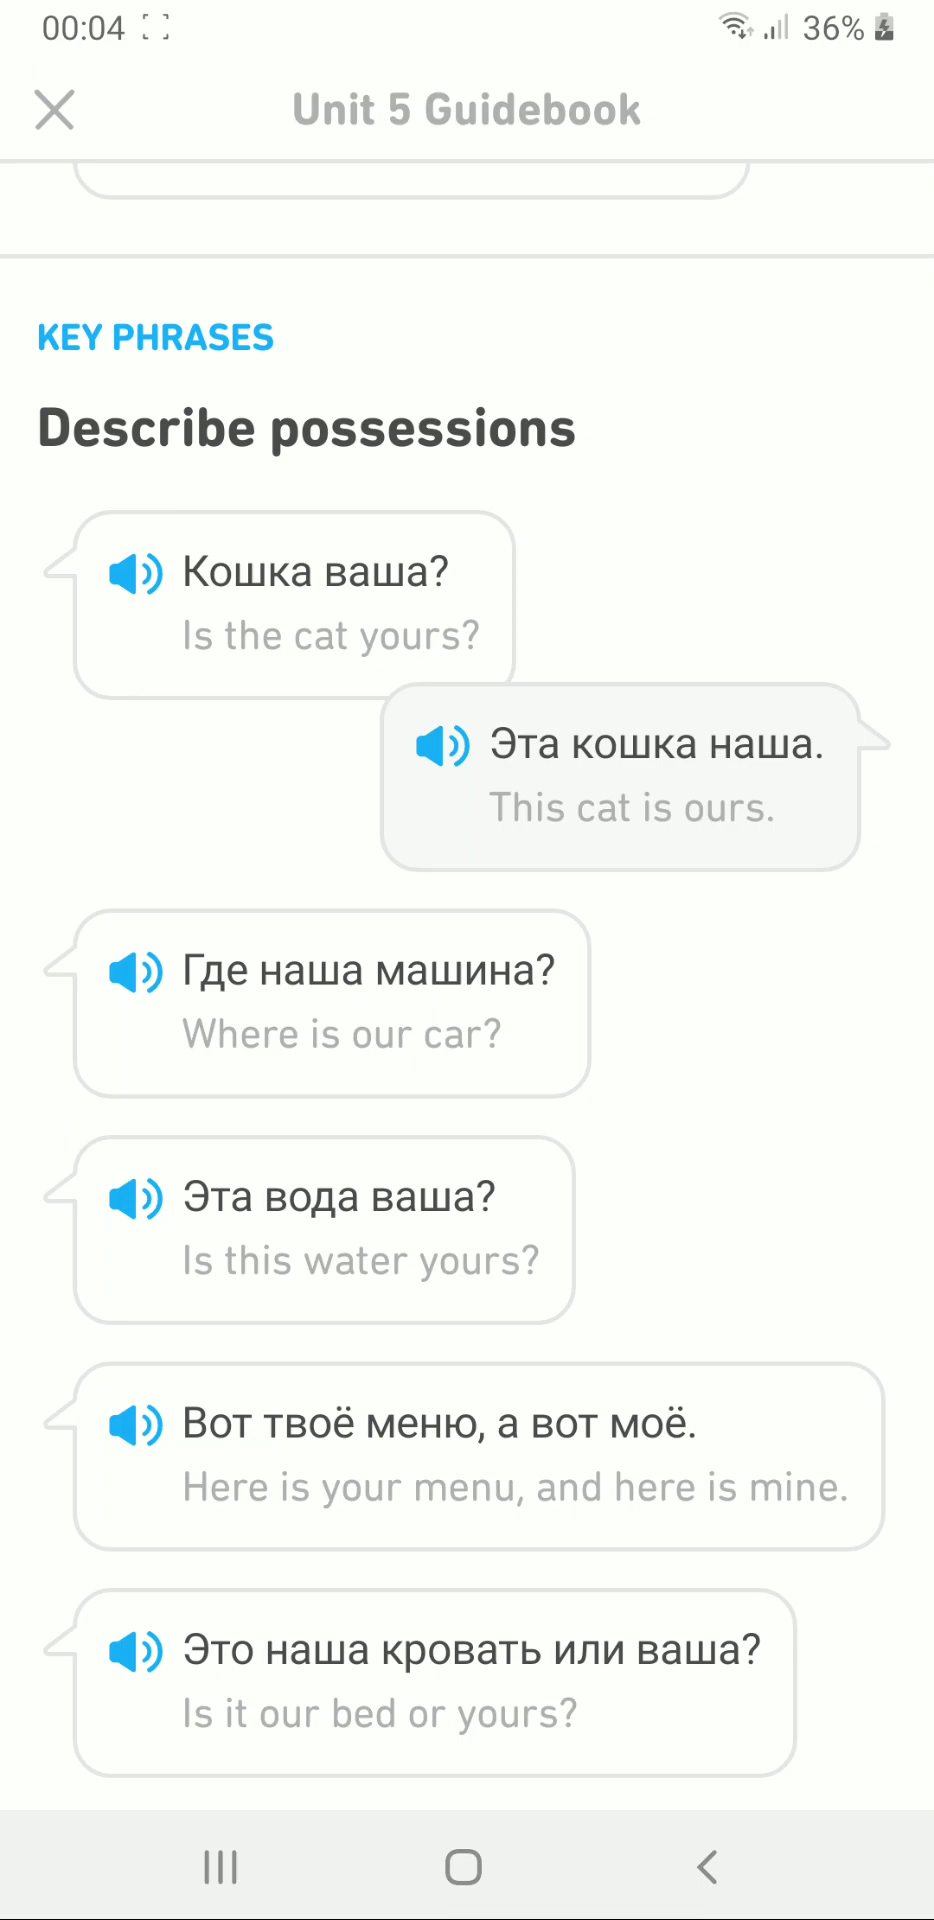 00:04
36%
Unit 5 Guidebook
KEY PHRASES
Describe possessions
Кошка ваша?
Is the cat yours?
Эта кошка наша.
This cat is ours.
Где наша машина?
Where is our car?
Эта вода ваша?
Is this water yours?
Вот твоё меню, а вот моё.
Here is your menu, and here is mine.
Это наша кровать или ваша?
Is it our bed or yours?